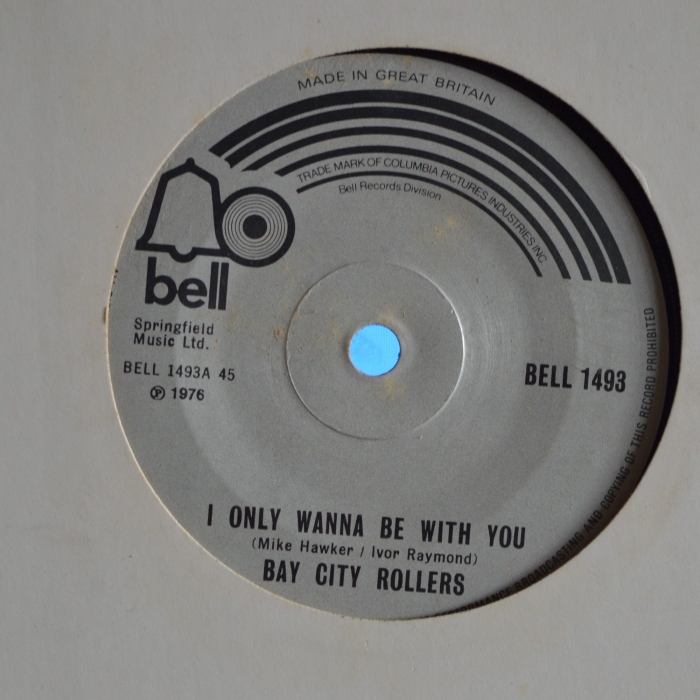 MADE IN GREAT BRITAIN
TRADE MARK OF COLUMBIA PICTURES INDUSTRIES INC.
Bell Records Division
bell
Springfield
Music Ltd.
BELL 1493A 45
℗ 1976
BELL 1493
I ONLY WANNA BE WITH YOU
(Mike Hawker / Ivor Raymond)
BAY CITY ROLLERS
BROADCASTING AND COPYING OF THIS RECORD PROHIBITED